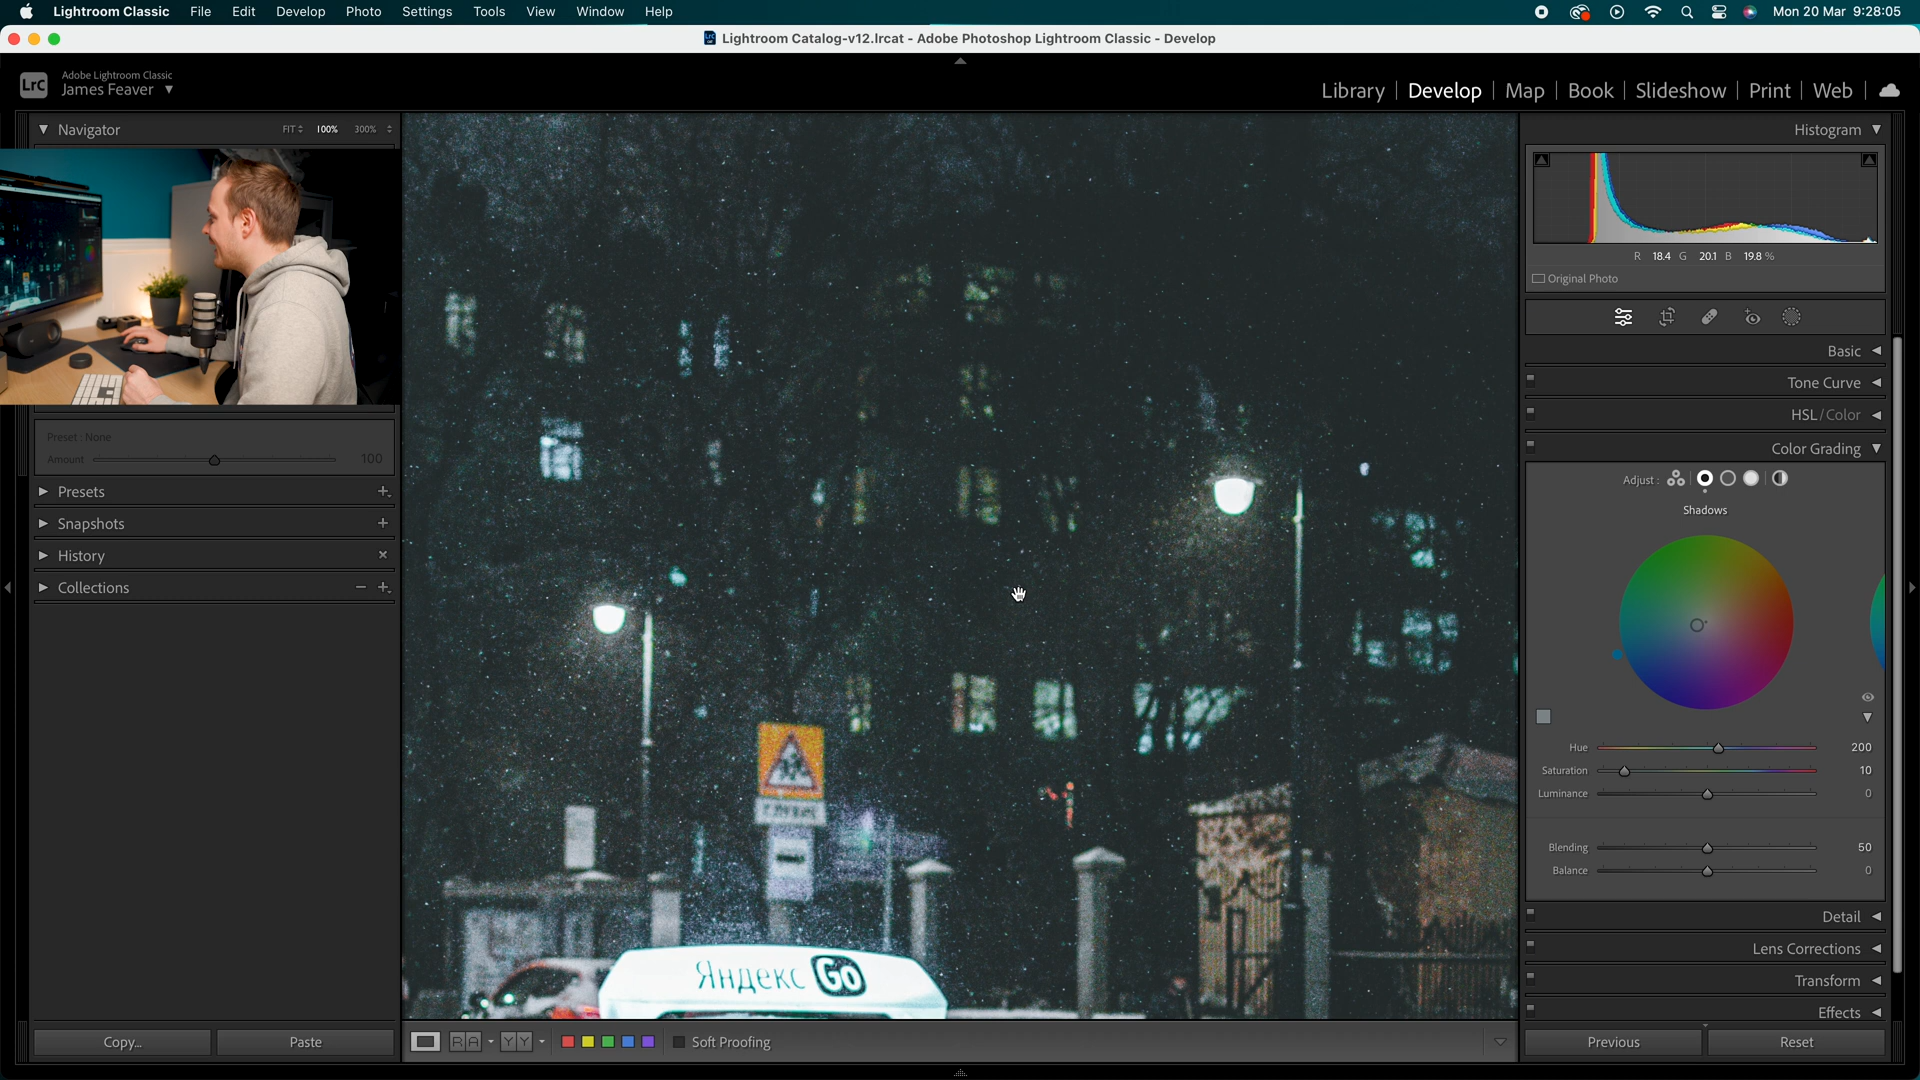 Lightroom Classic File Edit Develop Photo Settings Tools View Window Help Mon 20 Mar 9:28:05
Lightroom Catalog-v12.lrcat - Adobe Photoshop Lightroom Classic - Develop
LrC Adobe Lightroom Classic
James Feaver
Library | Develop | Map | Book | Slideshow | Print | Web
Navigator FIT 100% 300%
Histogram
R 18.4 G 20.1 B 19.8 %
Original Photo
Basic
Tone Curve
HSL / Color
Color Grading
Adjust :
Shadows
Hue 200
Saturation 10
Luminance 0
Blending 50
Balance 0
Detail
Lens Corrections
Transform
Effects
Previous Reset
Preset : None
Amount 100
Presets
Snapshots
History
Collections
Copy... Paste
Яндекс Go
R A Y Y Soft Proofing